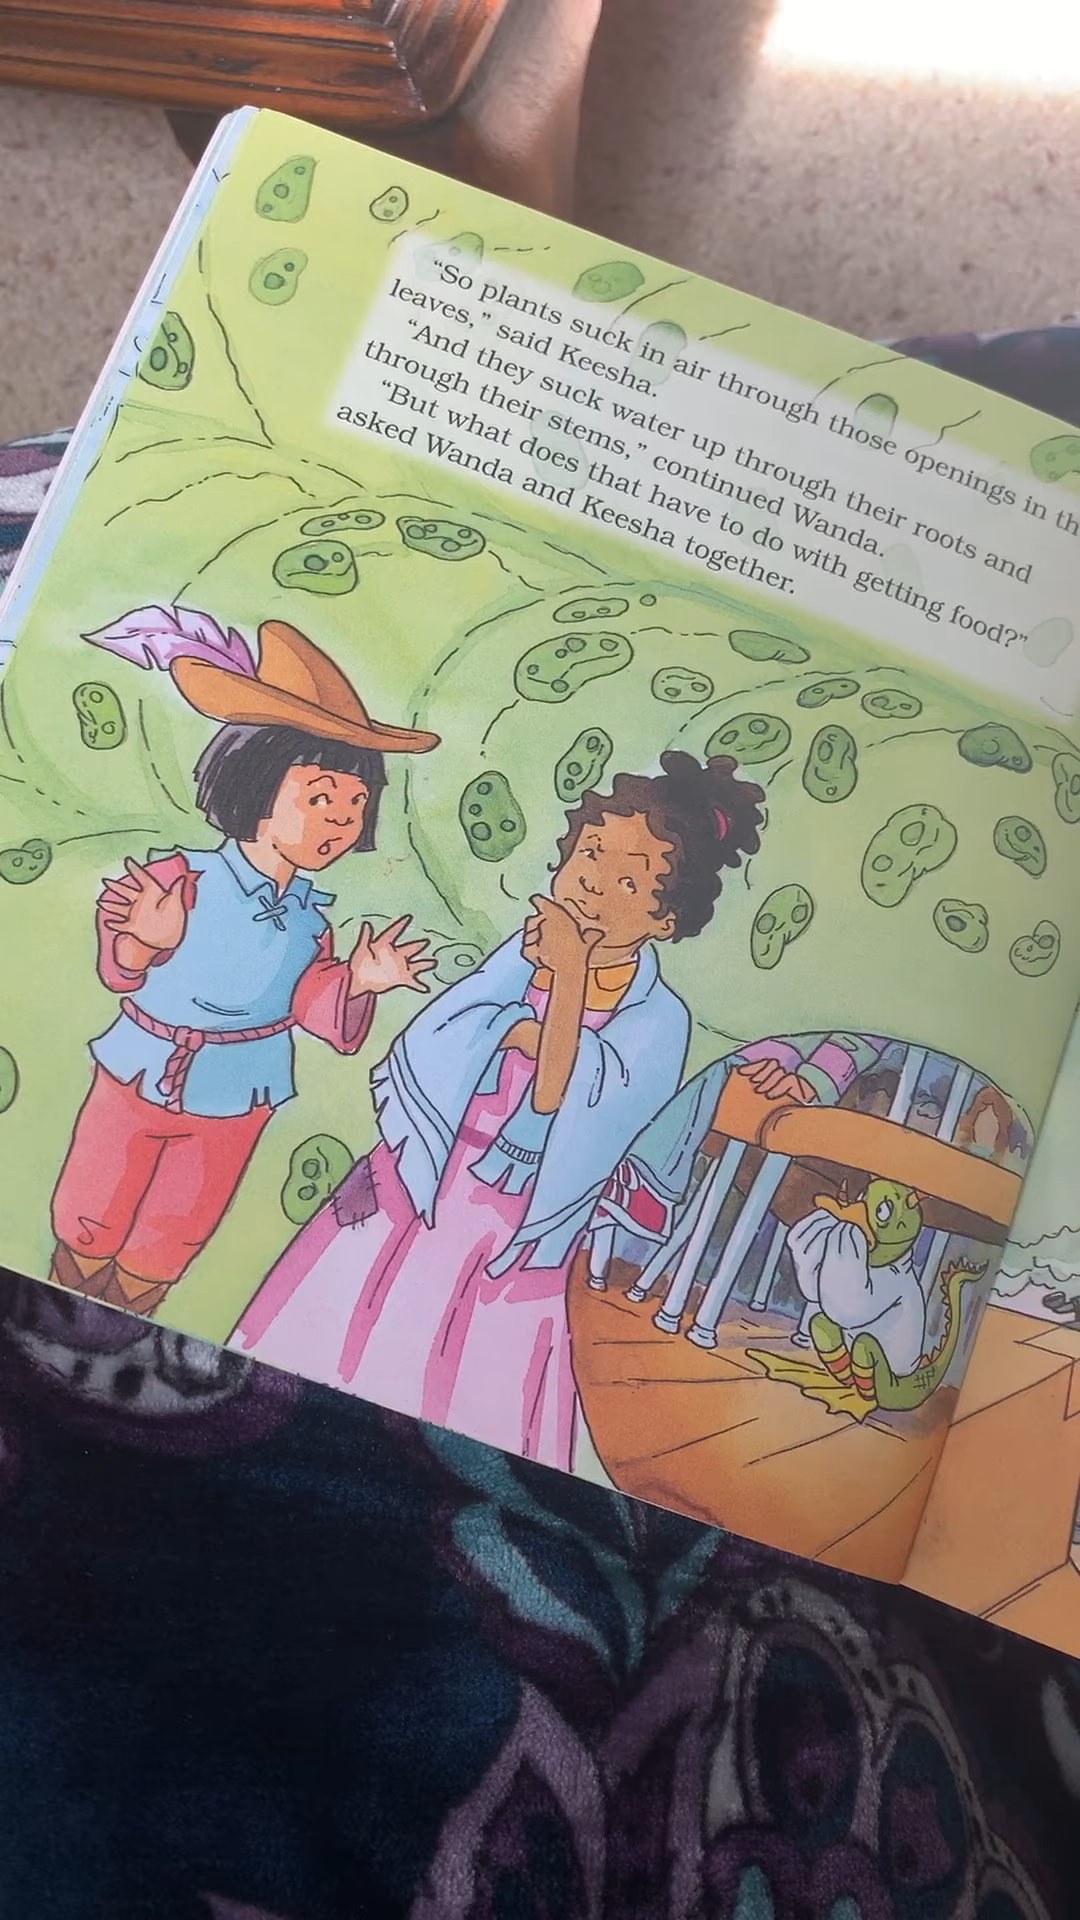 “So plants suck in air through those openings in th
leaves,” said Keesha.
“And they suck water up through their roots and
through their stems,” continued Wanda.
“But what does that have to do with getting food?”
asked Wanda and Keesha together.